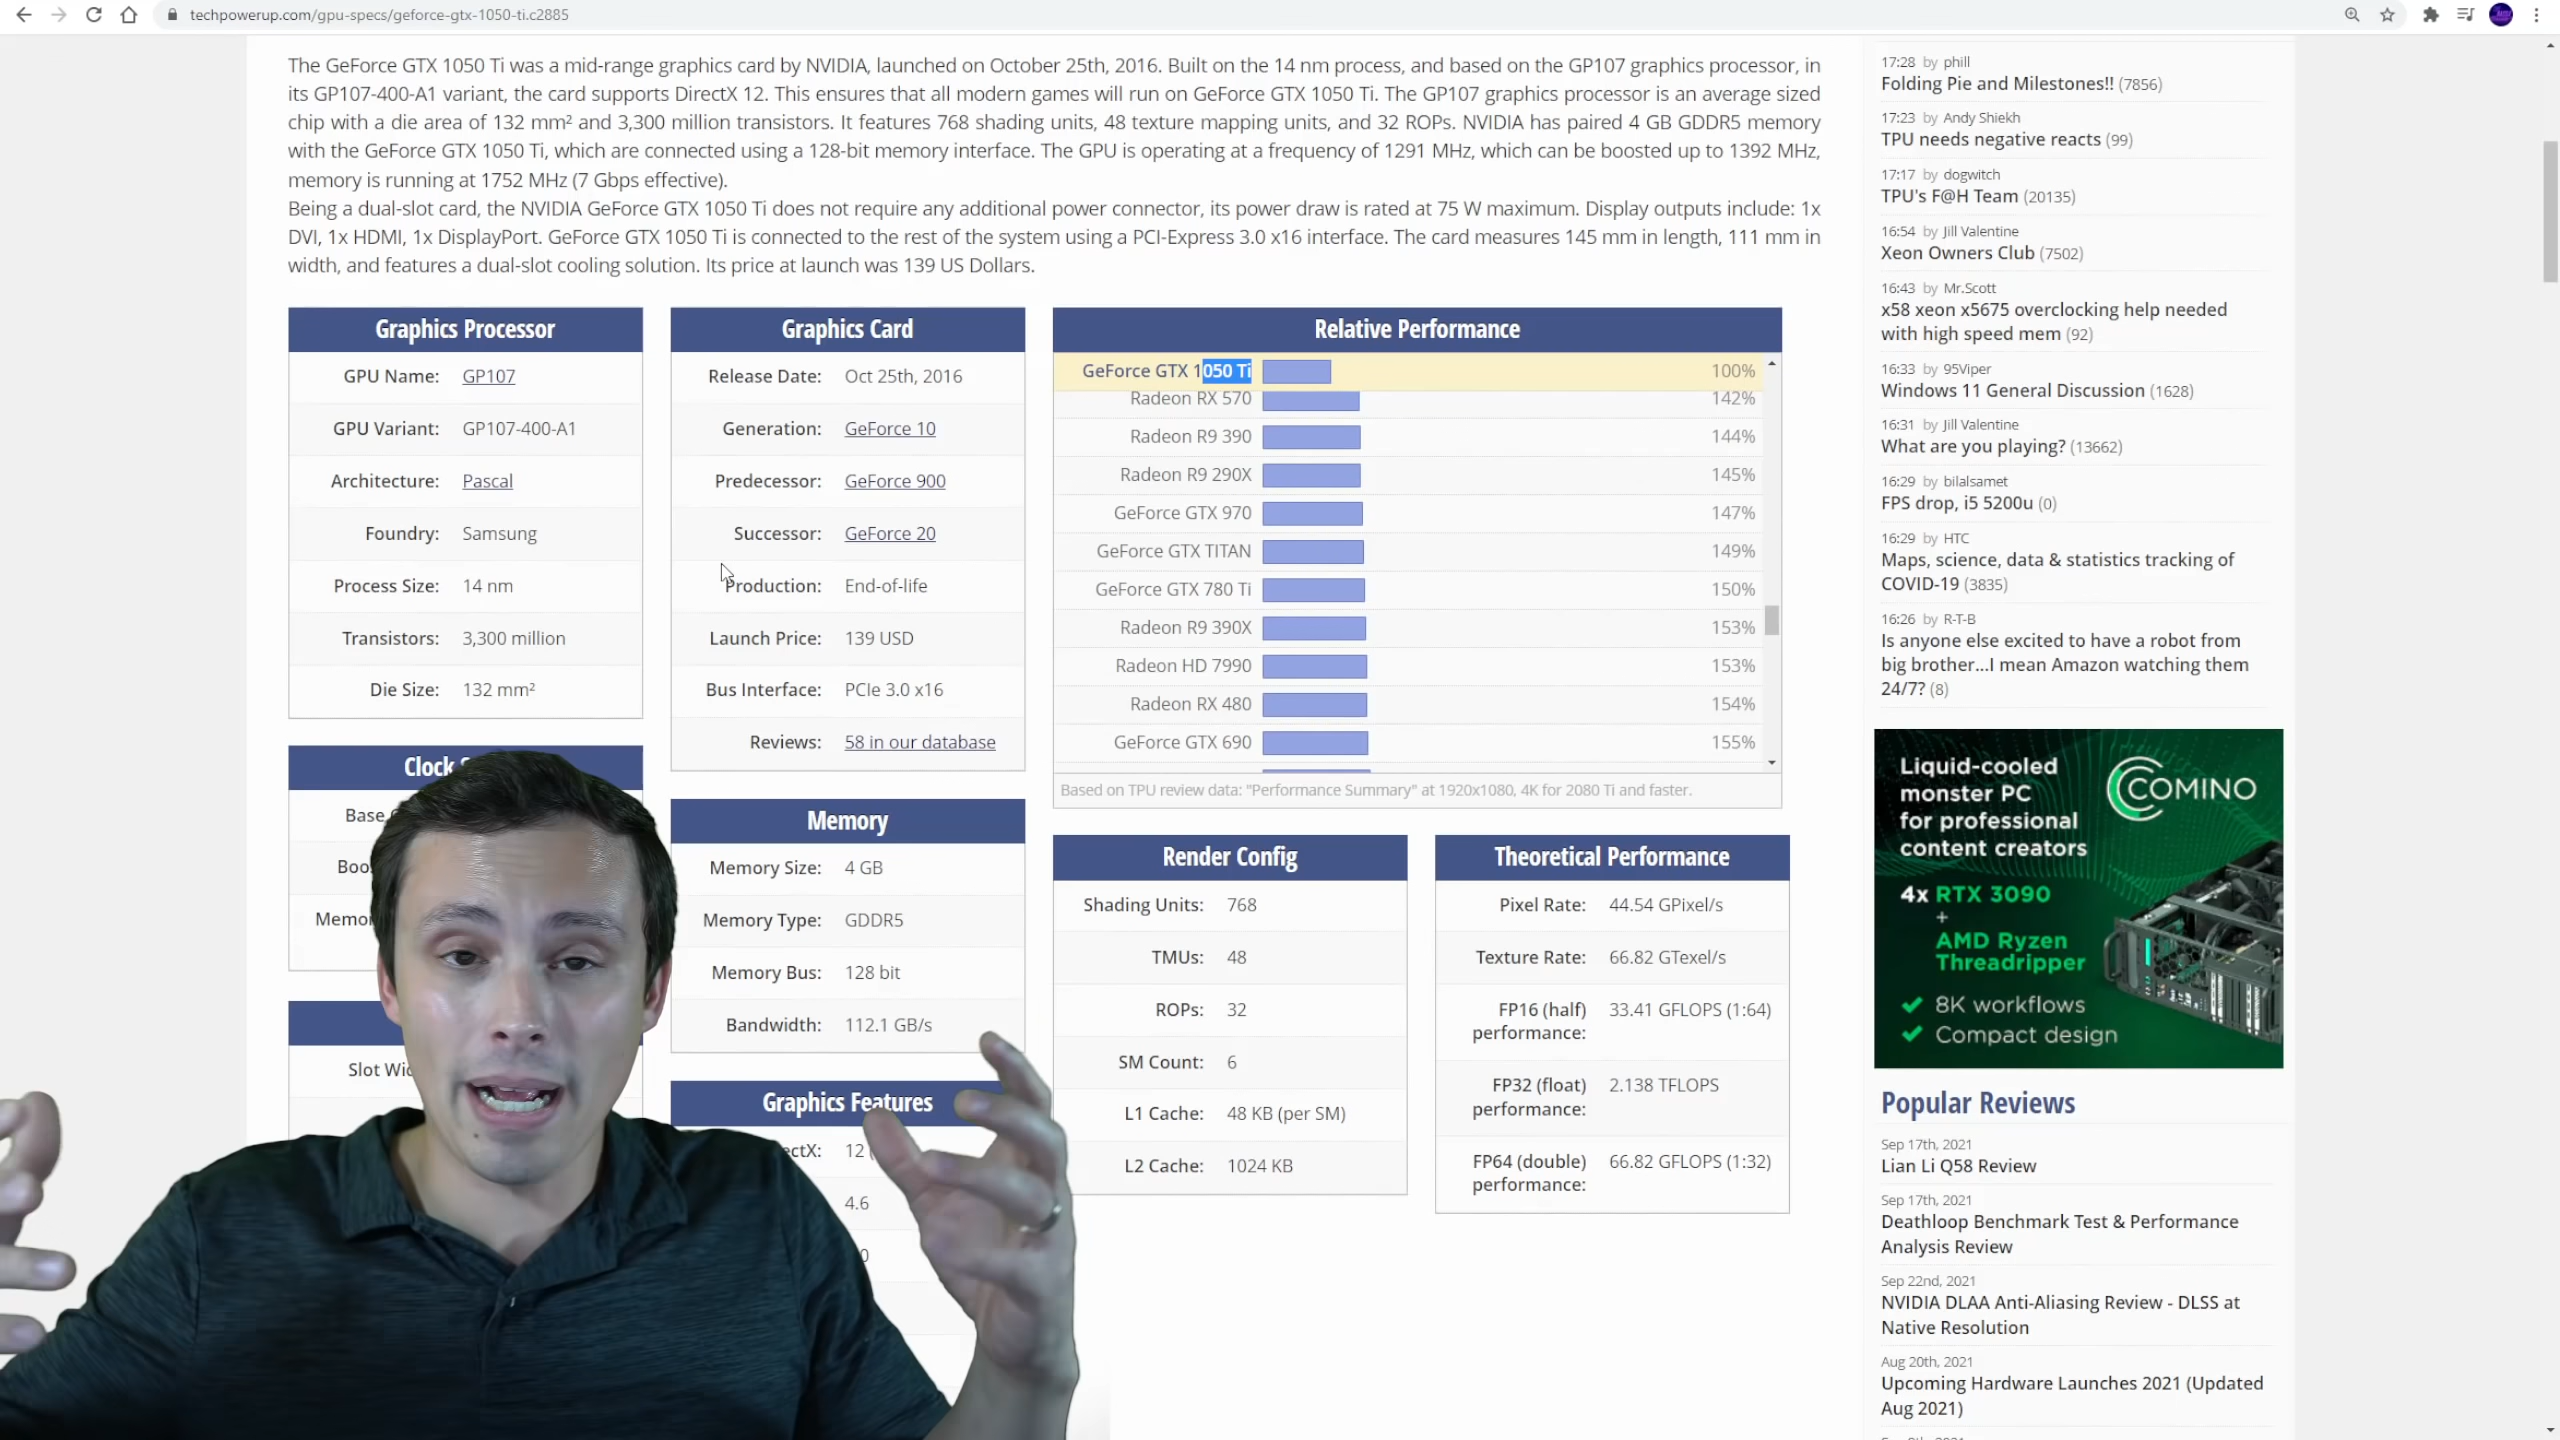 techpowerup.com/gpu-specs/geforce-gtx-1050-ti.c2885
The GeForce GTX 1050 Ti was a mid-range graphics card by NVIDIA, launched on October 25th, 2016. Built on the 14 nm process, and based on the GP107 graphics processor, in
its GP107-400-A1 variant, the card supports DirectX 12. This ensures that all modern games will run on GeForce GTX 1050 Ti. The GP107 graphics processor is an average sized
chip with a die area of 132 mm² and 3,300 million transistors. It features 768 shading units, 48 texture mapping units, and 32 ROPs. NVIDIA has paired 4 GB GDDR5 memory
with the GeForce GTX 1050 Ti, which are connected using a 128-bit memory interface. The GPU is operating at a frequency of 1291 MHz, which can be boosted up to 1392 MHz,
memory is running at 1752 MHz (7 Gbps effective).
Being a dual-slot card, the NVIDIA GeForce GTX 1050 Ti does not require any additional power connector, its power draw is rated at 75 W maximum. Display outputs include: 1x
DVI, 1x HDMI, 1x DisplayPort. GeForce GTX 1050 Ti is connected to the rest of the system using a PCI-Express 3.0 x16 interface. The card measures 145 mm in length, 111 mm in
width, and features a dual-slot cooling solution. Its price at launch was 139 US Dollars.
Graphics Processor
GPU Name: GP107
GPU Variant: GP107-400-A1
Architecture: Pascal
Foundry: Samsung
Process Size: 14 nm
Transistors: 3,300 million
Die Size: 132 mm²
Clock
Base
Boo
Memor
Slot Wid
Graphics Card
Release Date: Oct 25th, 2016
Generation: GeForce 10
Predecessor: GeForce 900
Successor: GeForce 20
Production: End-of-life
Launch Price: 139 USD
Bus Interface: PCIe 3.0 x16
Reviews: 58 in our database
Memory
Memory Size: 4 GB
Memory Type: GDDR5
Memory Bus: 128 bit
Bandwidth: 112.1 GB/s
Graphics Features
ectX: 12
4.6
0
Relative Performance
GeForce GTX 1050 Ti 100%
Radeon RX 570 142%
Radeon R9 390 144%
Radeon R9 290X 145%
GeForce GTX 970 147%
GeForce GTX TITAN 149%
GeForce GTX 780 Ti 150%
Radeon R9 390X 153%
Radeon HD 7990 153%
Radeon RX 480 154%
GeForce GTX 690 155%
Based on TPU review data: "Performance Summary" at 1920x1080, 4K for 2080 Ti and faster.
Render Config
Shading Units: 768
TMUs: 48
ROPs: 32
SM Count: 6
L1 Cache: 48 KB (per SM)
L2 Cache: 1024 KB
Theoretical Performance
Pixel Rate: 44.54 GPixel/s
Texture Rate: 66.82 GTexel/s
FP16 (half) 33.41 GFLOPS (1:64)
performance:
FP32 (float) 2.138 TFLOPS
performance:
FP64 (double) 66.82 GFLOPS (1:32)
performance:
17:28 by phill
Folding Pie and Milestones!! (7856)
17:23 by Andy Shiekh
TPU needs negative reacts (99)
17:17 by dogwitch
TPU's F@H Team (20135)
16:54 by Jill Valentine
Xeon Owners Club (7502)
16:43 by Mr.Scott
x58 xeon x5675 overclocking help needed
with high speed mem (92)
16:33 by 95Viper
Windows 11 General Discussion (1628)
16:31 by Jill Valentine
What are you playing? (13662)
16:29 by bilalsamet
FPS drop, i5 5200u (0)
16:29 by HTC
Maps, science, data & statistics tracking of
COVID-19 (3835)
16:26 by R-T-B
Is anyone else excited to have a robot from
big brother...I mean Amazon watching them
24/7? (8)
Liquid-cooled
monster PC
for professional
content creators
COMINO
4x RTX 3090
+
AMD Ryzen
Threadripper
8K workflows
Compact design
Popular Reviews
Sep 17th, 2021
Lian Li Q58 Review
Sep 17th, 2021
Deathloop Benchmark Test & Performance
Analysis Review
Sep 22nd, 2021
NVIDIA DLAA Anti-Aliasing Review - DLSS at
Native Resolution
Aug 20th, 2021
Upcoming Hardware Launches 2021 (Updated
Aug 2021)